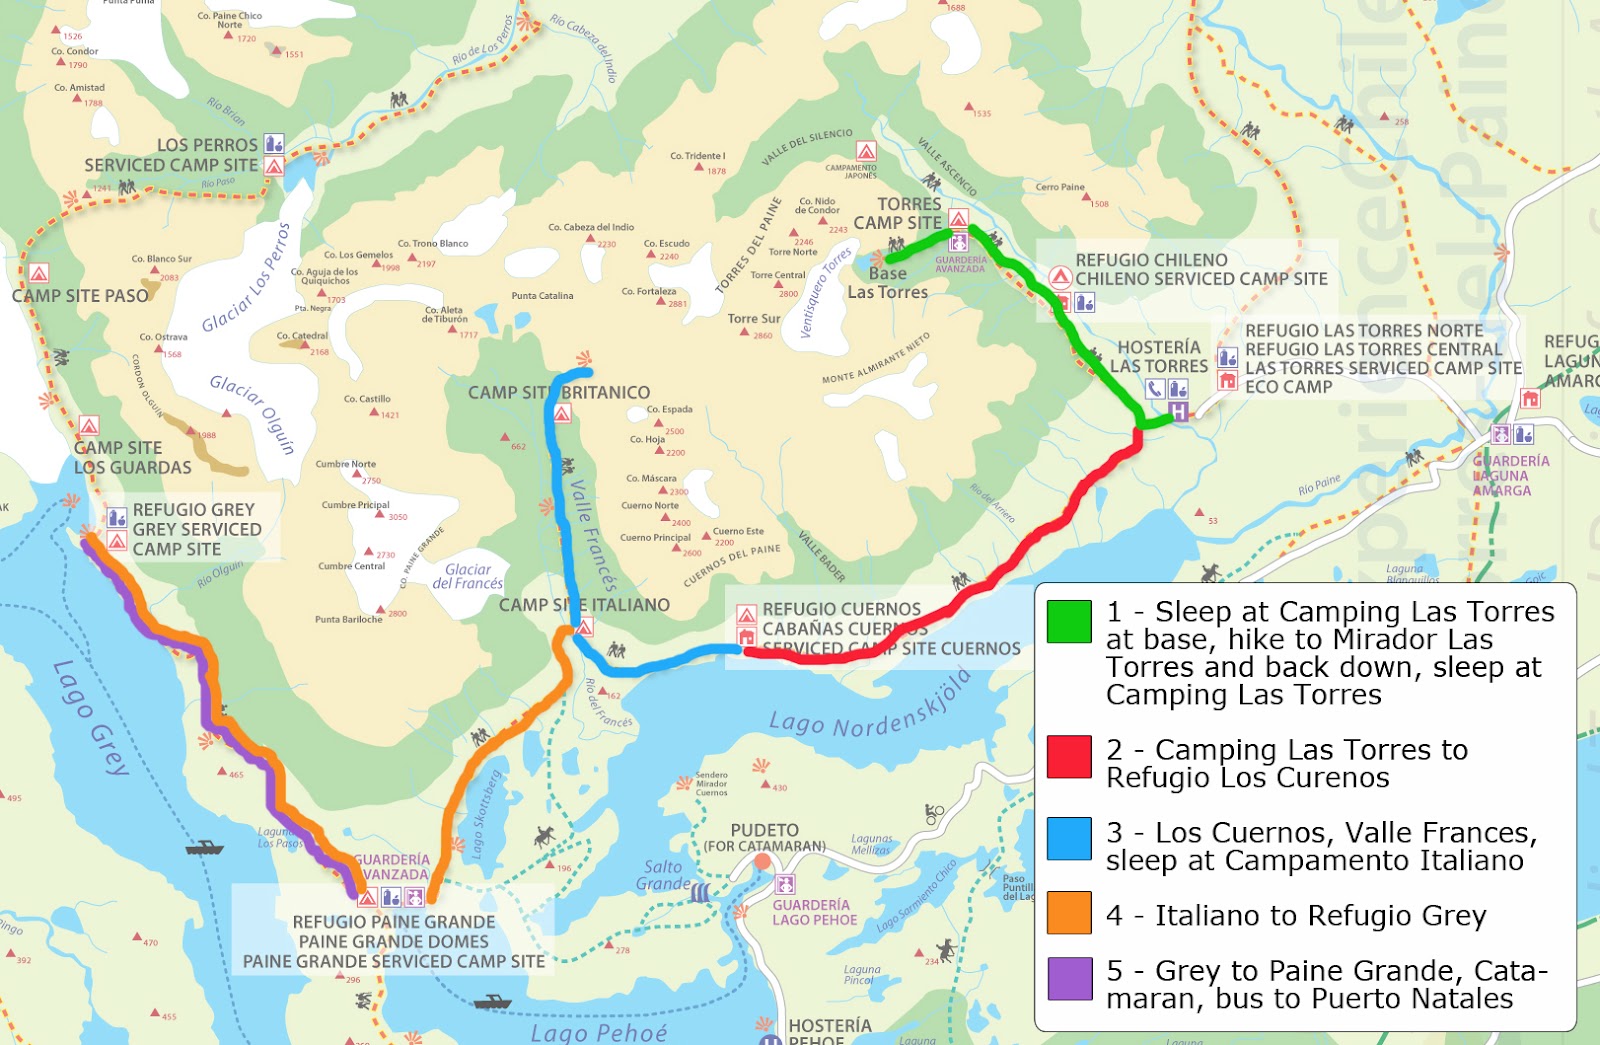 Punta Puma
1526
Co. Condor
1790
Co. Amistad
1788
Co. Paine Chico
Norte
1720
1551
Río de Los Perros
Río Cabeza del Indio
1688
Río Brian
LOS PERROS
SERVICED CAMP SITE
Río Paso
1241
CAMP SITE PASO
Co. Blanco Sur
2083
Glaciar Los Perros
Co. Ostrava
1568
CORDON OLGUIN
Glaciar Olguín
1988
Co. Los Gemelos
1998
Co. Trono Blanco
2197
Co. Aguja de los
Quiquichos
1703
Pta. Negra
Co. Catedral
2168
Co. Aleta
de Tiburón
1717
Punta Catalina
Co. Cabeza del Indio
2230
Co. Escudo
2240
Co. Fortaleza
2881
Co. Tridente I
1878
VALLE DEL SILENCIO
CAMPAMENTO
JAPONÉS
VALLE ASCENCIO
1535
Cerro Paine
1508
258
TORRES DEL PAINE
Co. Nido
de Condor
2243
2246
Torre Norte
Torre Central
2800
Torre Sur
2860
Ventisquero Torres
TORRES
CAMP SITE
GUARDERÍA
AVANZADA
Base
Las Torres
REFUGIO CHILENO
CHILENO SERVICED CAMP SITE
HOSTERÍA
LAS TORRES
H
REFUGIO LAS TORRES NORTE
REFUGIO LAS TORRES CENTRAL
LAS TORRES SERVICED CAMP SITE
ECO CAMP
REFUG
LAGUN
AMARG
GUARDERÍA
LAGUNA
AMARGA
MONTE ALMIRANTE NIETO
Río del Arriero
Río Paine
53
Laguna
Blanquillos
CAMP SITE
LOS GUARDAS
REFUGIO GREY
GREY SERVICED
CAMP SITE
AK
Río Olguin
Co. Castillo
1421
Cumbre Norte
2750
Cumbre Pricipal
3050
2730
Cumbre Central
CO. PAINE GRANDE
2800
Punta Bariloche
Glaciar
del Francés
662
CAMP SITE BRITANICO
Valle Francés
CAMP SITE ITALIANO
Co. Espada
2500
Co. Hoja
2200
Co. Máscara
2300
Cuerno Norte
2400
Cuerno Principal
2600
Cuerno Este
2200
CUERNOS DEL PAINE
VALLE BADER
REFUGIO CUERNOS
CABAÑAS CUERNOS
SERVICED CAMP SITE CUERNOS
162
Río del Francés
Lago Nordenskjöld
Lago Grey
465
495
Laguna
Los Pasos
Lago Skottsberg
196
278
Sendero
Mirador
Cuernos
430
PUDETO
(FOR CATAMARAN)
Salto
Grande
GUARDERÍA
LAGO PEHOE
Lagunas
Mellizas
Lago Sarmiento Chico
Paso
234
Laguna
Pincol
GUARDERÍA
AVANZADA
REFUGIO PAINE GRANDE
PAINE GRANDE DOMES
PAINE GRANDE SERVICED CAMP SITE
Pingo
470
392
455
296
Lago Pehoé
HOSTERÍA
PEHOE
1 - Sleep at Camping Las Torres
at base, hike to Mirador Las
Torres and back down, sleep at
Camping Las Torres
2 - Camping Las Torres to
Refugio Los Curenos
3 - Los Cuernos, Valle Frances,
sleep at Campamento Italiano
4 - Italiano to Refugio Grey
5 - Grey to Paine Grande, Cata-
maran, bus to Puerto Natales